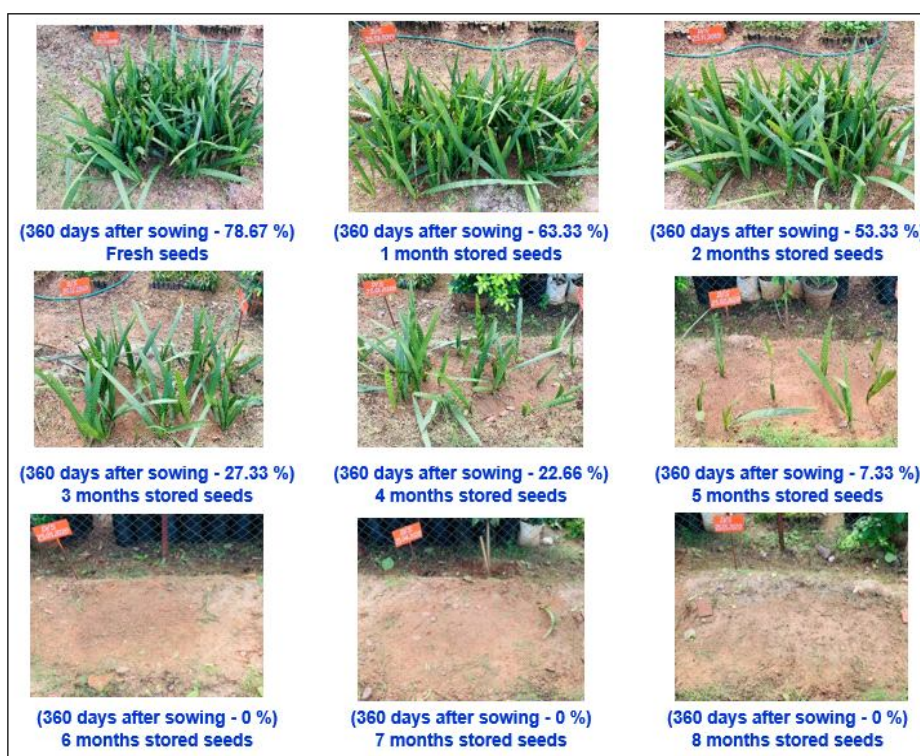 (360 days after sowing - 78.67 %)
Fresh seeds
(360 days after sowing - 63.33 %)
1 month stored seeds
(360 days after sowing - 53.33 %)
2 months stored seeds
(360 days after sowing - 27.33 %)
3 months stored seeds
(360 days after sowing - 22.66 %)
4 months stored seeds
(360 days after sowing - 7.33 %)
5 months stored seeds
(360 days after sowing - 0 %)
6 months stored seeds
(360 days after sowing - 0 %)
7 months stored seeds
(360 days after sowing - 0 %)
8 months stored seeds